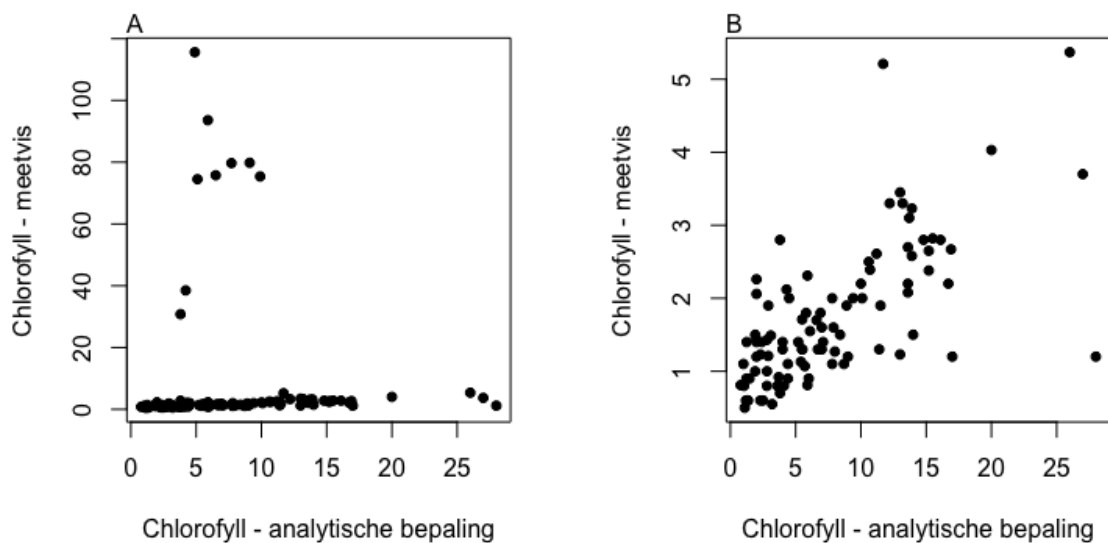 A
Chlorofyll - meetvis
0 20 40 60 80 100
0 5 10 15 20 25
Chlorofyll - analytische bepaling
B
Chlorofyll - meetvis
1 2 3 4 5
0 5 10 15 20 25
Chlorofyll - analytische bepaling